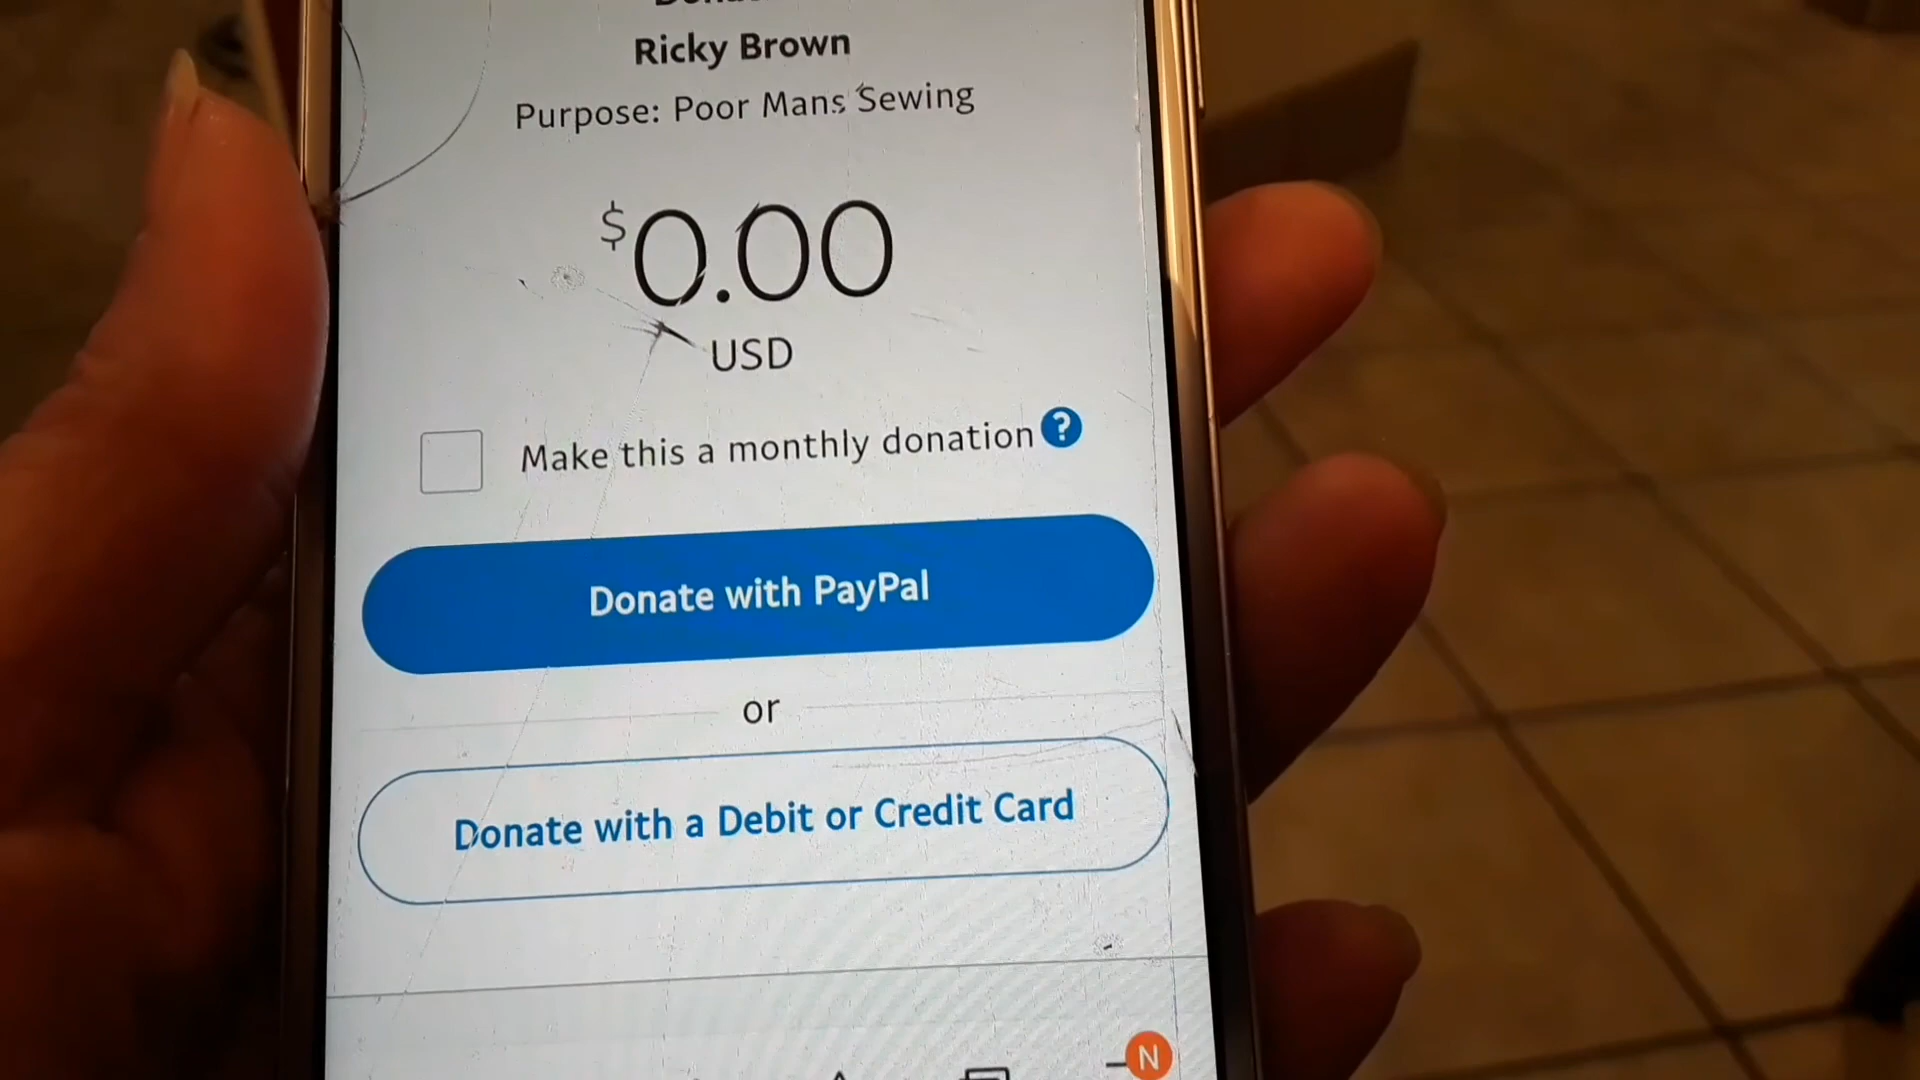 Ricky Brown
Purpose: Poor Mans Sewing
$0.00
USD
Make this a monthly donation ?
Donate with PayPal
or
Donate with a Debit or Credit Card
N